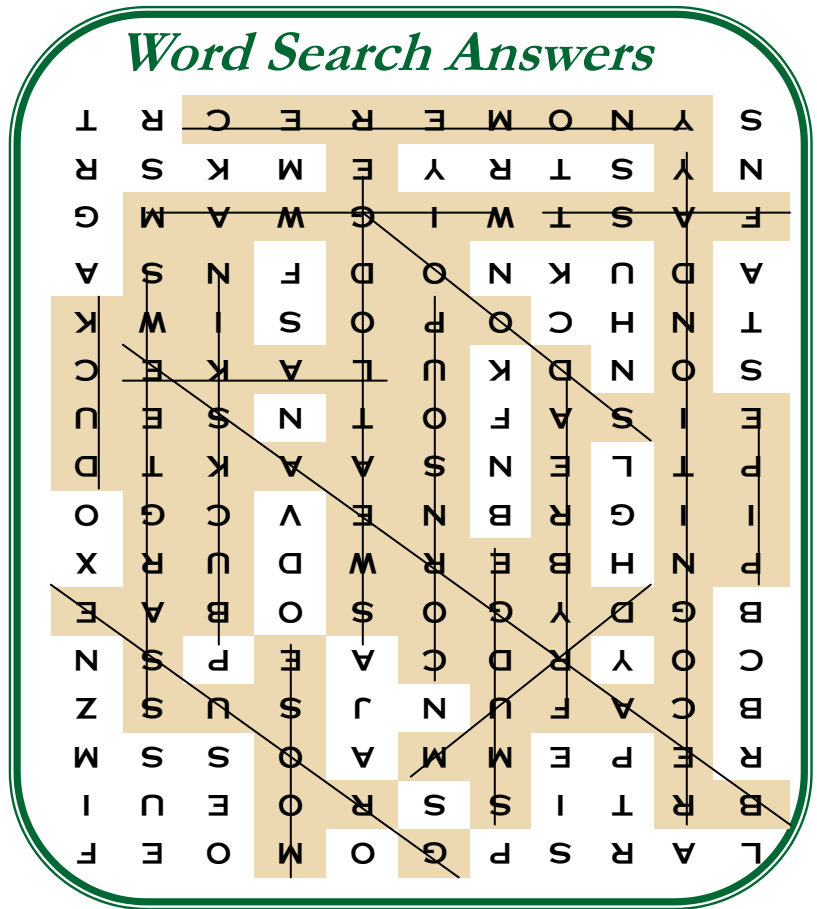 Word Search Answers
L A R S P G O M O E F
B R T I S S R O E U I
R E P E M M A O S S M
B C A F U N J S U S Z
C O Y R D C A E P S N
B G D Y G O S O B A E
P N H B E R W D U R X
I I G R B N E V C G O
P T L E N S A A K T D
E I S A F O T N S E U
S O N D K U L A K E C
T N H C O P O S I W K
A D U K N O D F N S A
F A S T W I G W A M G
N Y S T R Y E M K S R
S Y N O M E R E C R T